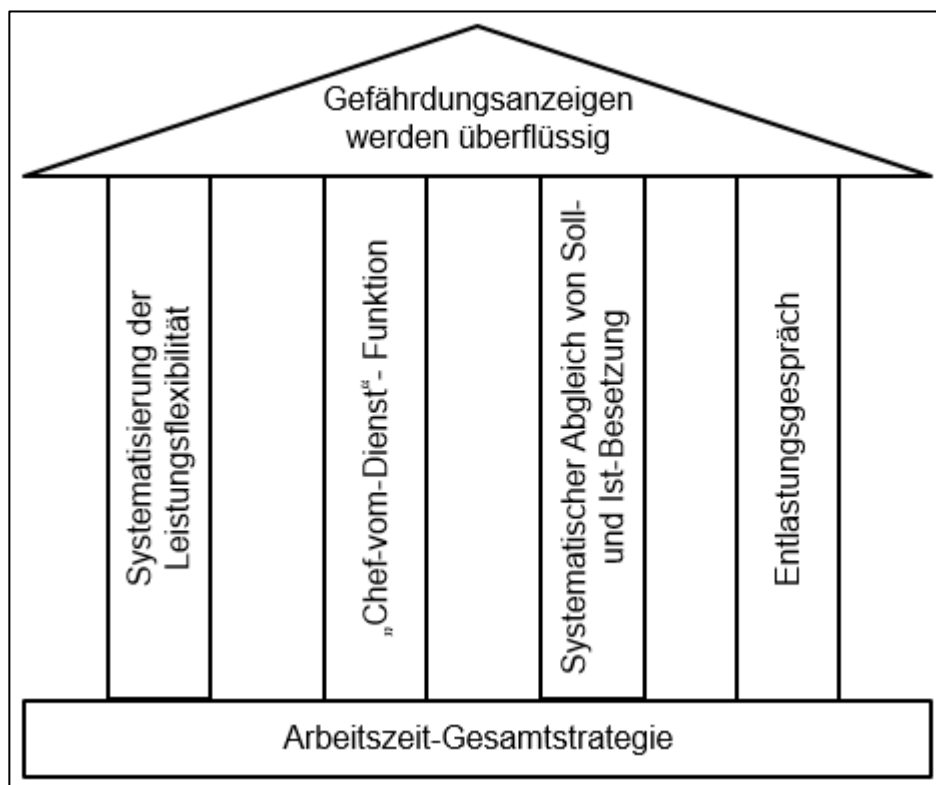 Gefährdungsanzeigen
werden überflüssig
Systematisierung der
Leistungsflexibilität
„Chef-vom-Dienst“- Funktion
Systematischer Abgleich von Soll-
und Ist-Besetzung
Entlastungsgespräch
Arbeitszeit-Gesamtstrategie